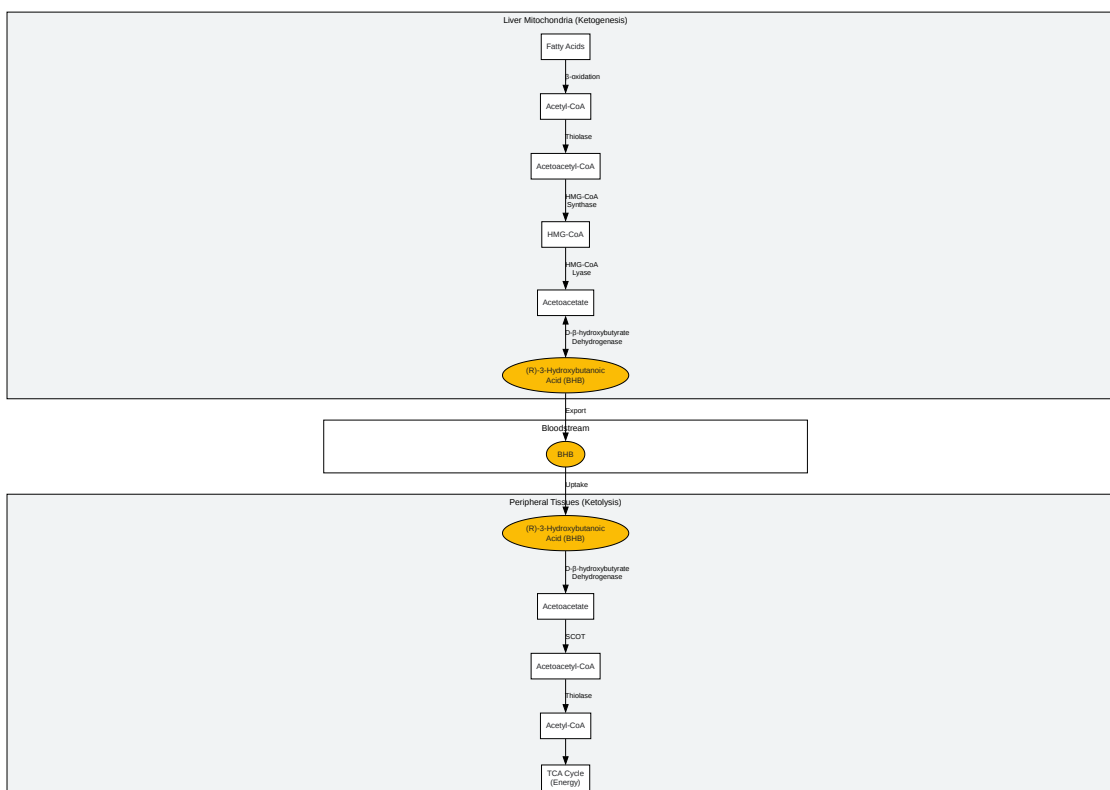 Liver Mitochondria (Ketogenesis)
Fatty Acids
β-oxidation
Acetyl-CoA
Thiolase
Acetoacetyl-CoA
HMG-CoA
Synthase
HMG-CoA
HMG-CoA
Lyase
Acetoacetate
D-β-hydroxybutyrate
Dehydrogenase
(R)-3-Hydroxybutanoic
Acid (BHB)
Export
Bloodstream
BHB
Uptake
Peripheral Tissues (Ketolysis)
(R)-3-Hydroxybutanoic
Acid (BHB)
D-β-hydroxybutyrate
Dehydrogenase
Acetoacetate
SCOT
Acetoacetyl-CoA
Thiolase
Acetyl-CoA
TCA Cycle
(Energy)